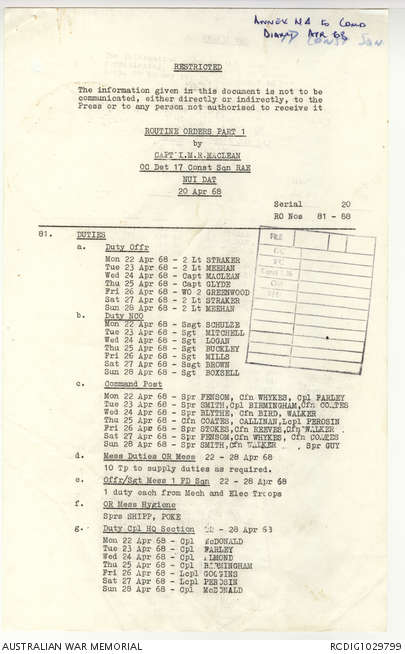 ANNEX N4 to COMD
DIARY APR 68
17 CONST SQN
RESTRICTED
The information given in this document is not to be
communicated, either directly or indirectly, to the
Press or to any person not authorised to receive it
ROUTINE ORDERS PART 1
by
CAPT I.M.R.MACLEAN
OC Det 17 Const Sqn RAE
NUI DAT
20 Apr 68
Serial 20
RO Nos 81 - 68
81. DUTIES
a. Duty Offr
Mon 22 Apr 68 - 2 Lt STRAKER
Tue 23 Apr 68 - 2 Lt MEEHAN
Wed 24 Apr 68 - Capt MACLEAN
Thu 25 Apr 68 - Capt GLYDE
Fri 26 Apr 68 - WO 2 GREENWOOD
Sat 27 Apr 68 - 2 Lt STRAKER
Sun 28 Apr 68 - 2 Lt MEEHAN
b. Duty NCO
Mon 22 Apr 68 - Ssgt SCHULZE
Tue 23 Apr 68 - Sgt MITCHELL
Wed 24 Apr 68 - Sgt LOGAN
Thu 25 Apr 68 - Sgt BUCKLEY
Fri 26 Apr 68 - Sgt MILLS
Sat 27 Apr 68 - Ssgt BROWN
Sun 28 Apr 68 - Sgt BOXSELL
c. Command Post
Mon 22 Apr 68 - Spr FENSOM, Cfn WHYKES, Cpl FARLEY
Tue 23 Apr 68 - Spr SMITH,Cpl BIRMINGHAM,Cfn COATES
Wed 24 Apr 68 - Spr BLYTHE, Cfn BIRD, WALKER
Thu 25 Apr 68 - Cfn COATES, CALLINAN,Lcpl PEROSIN
Fri 26 Apr 68 - Spr STOKES, Cfn REEVES,Cfn WALKER
Sat 27 Apr 68 - Spr FENSOM,Cfn WHYKES, Cfn COATES
Sun 28 Apr 68 - Spr SMITH,Cfn WALKER , Spr GUY
d. Mess Duties OR Mess 22 - 28 Apr 68
10 Tp to supply duties as required.
e. Offr/Sgt Mess 1 FD Sqn 22 - 28 Apr 68
1 duty each from Mech and Elec Troops
f. OR Mess Hygiene
Sprs SHIPP, POKE
g. Duty Cpl HQ Section 22 - 28 Apr 68
Mon 22 Apr 68 - Cpl McDONALD
Tue 23 Apr 68 - Cpl FARLEY
Wed 24 Apr 68 - Cpl ALMOND
Thu 25 Apr 68 - Cpl BIRMINGHAM
Fri 26 Apr 68 - Lcpl GOGGINS
Sat 27 Apr 68 - Lcpl PEROSIN
Sun 28 Apr 68 - Cpl McDONALD
AUSTRALIAN WAR MEMORIAL RCDIG1029799